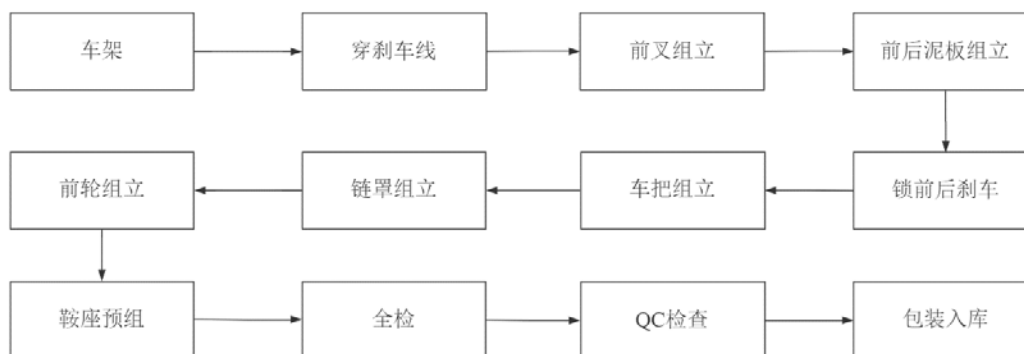 车架
穿刹车线
前叉组立
前后泥板组立
锁前后刹车
车把组立
链罩组立
前轮组立
鞍座预组
全检
QC检查
包装入库